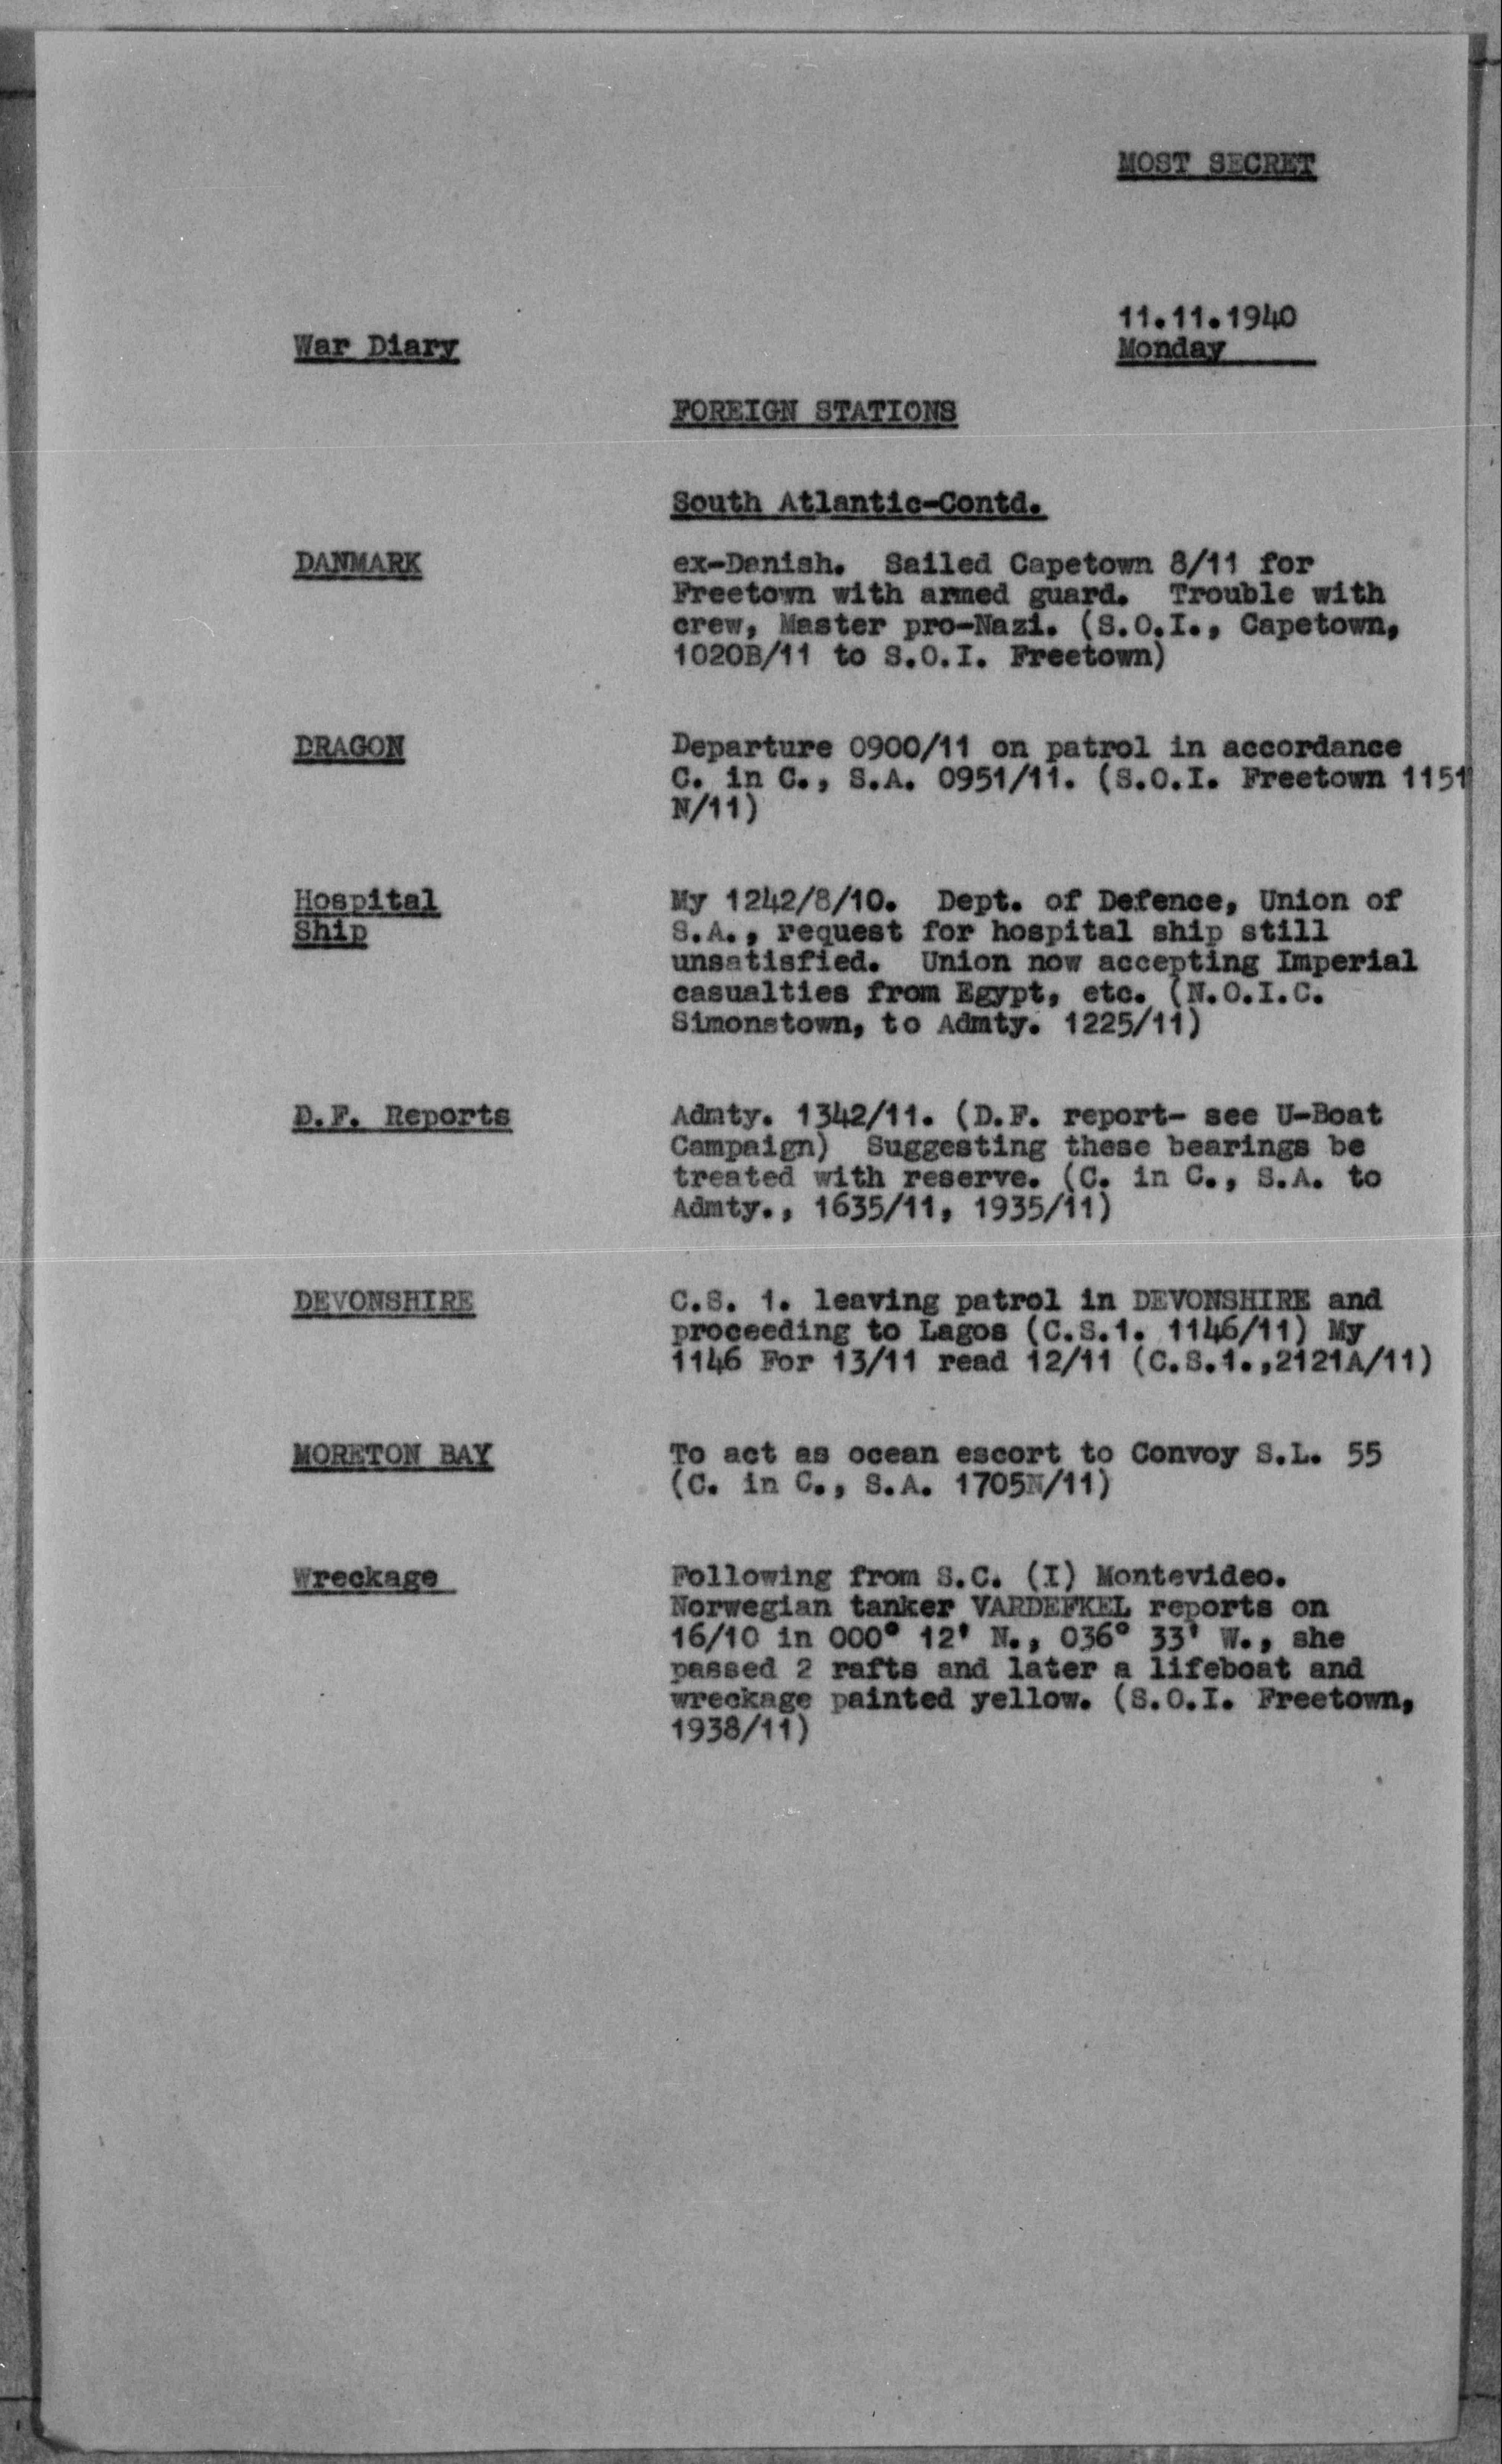 MOST SECRET
11.11.1940
War Diary
Monday
FOREIGN STATIONS
South Atlantic-Contd.
DANMARK
ex-Danish. Sailed Capetown 8/11 for
Freetown with armed guard. Trouble with
crew, Master pro-Nazi. (S.O.I., Capetown,
1020B/11 to S.O.I. Freetown)
DRAGON
Departure 0900/11 on patrol in accordance
C. in C., S.A. 0951/11. (S.O.I. Freetown 1151
N/11)
Hospital
Ship
My 1242/8/10. Dept. of Defence, Union of
S.A., request for hospital ship still
unsatisfied. Union now accepting Imperial
casualties from Egypt, etc. (N.O.I.C.
Simonstown, to Admty. 1225/11)
D.F. Reports
Admty. 1342/11. (D.F. report- see U-Boat
Campaign) Suggesting these bearings be
treated with reserve. (C. in C., S.A. to
Admty., 1635/11, 1935/11)
DEVONSHIRE
C.S. 1. leaving patrol in DEVONSHIRE and
proceeding to Lagos (C.S.1. 1146/11) My
1146 For 13/11 read 12/11 (C.S.1.,2121A/11)
MORETON BAY
To act as ocean escort to Convoy S.L. 55
(C. in C., S.A. 1705N/11)
Wreckage
Following from S.C. (I) Montevideo.
Norwegian tanker VARDEFKEL reports on
16/10 in 000° 12' N., 036° 33' W., she
passed 2 rafts and later a lifeboat and
wreckage painted yellow. (S.O.I. Freetown,
1938/11)